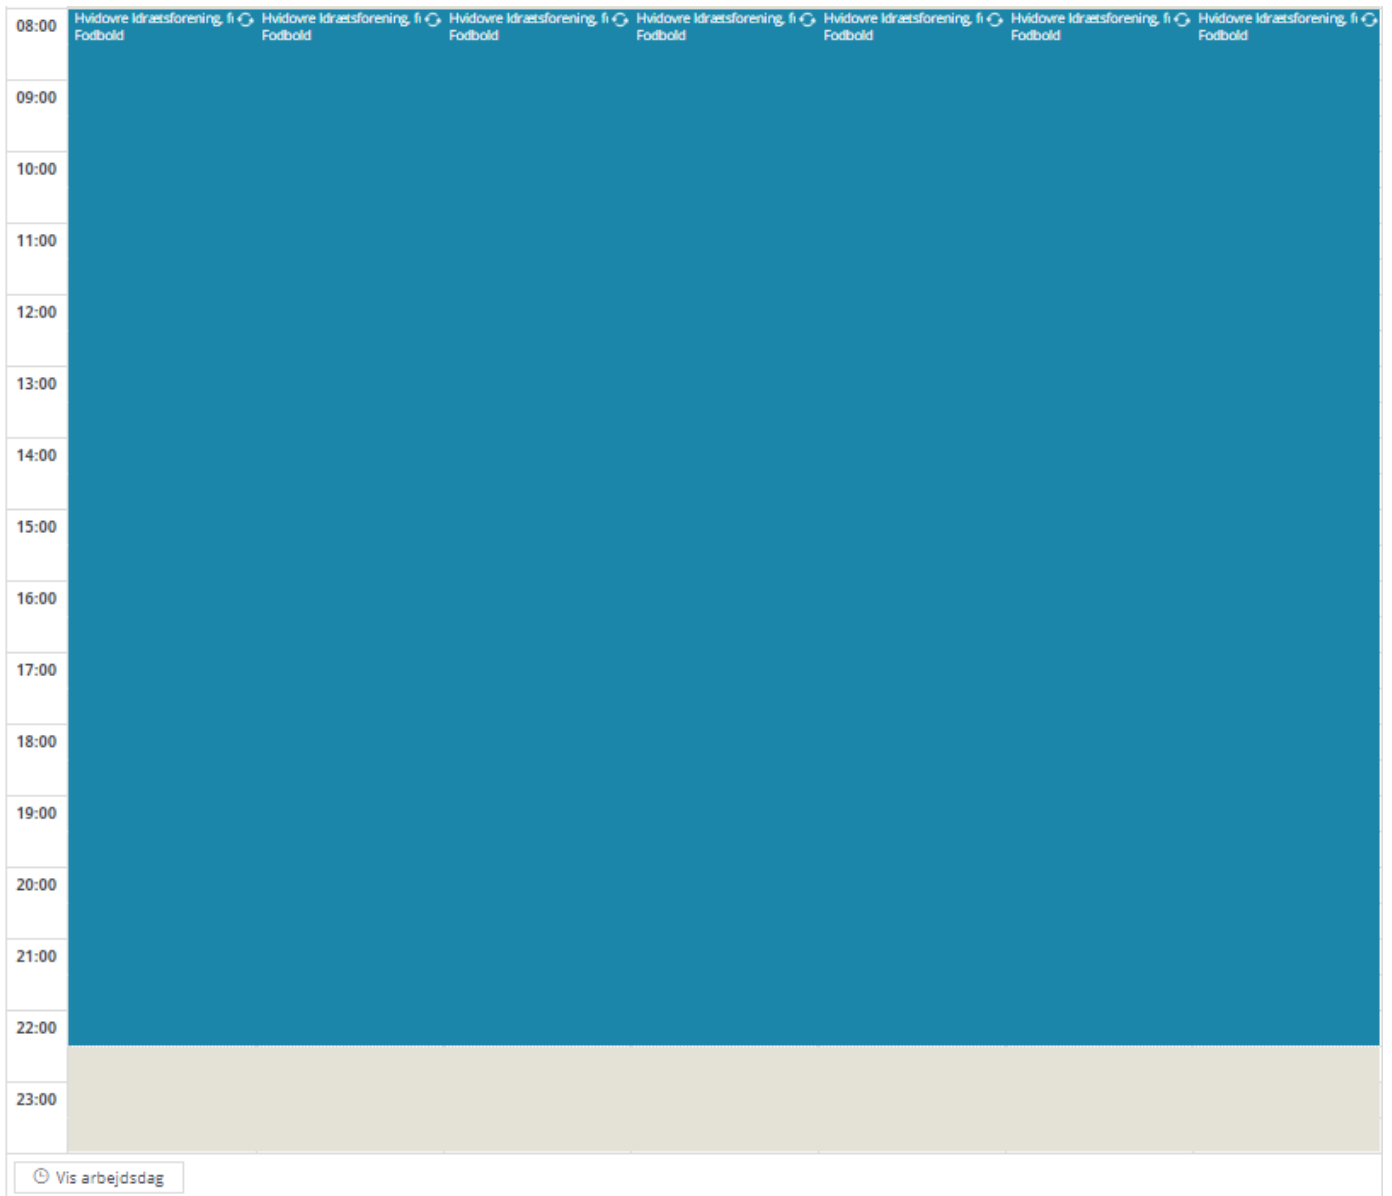 08:00
Hvidovre Idrætsforening, fi
Fodbold
Hvidovre Idrætsforening, fi
Fodbold
Hvidovre Idrætsforening, fi
Fodbold
Hvidovre Idrætsforening, fi
Fodbold
Hvidovre Idrætsforening, fi
Fodbold
Hvidovre Idrætsforening, fi
Fodbold
Hvidovre Idrætsforening, fi
Fodbold
09:00
10:00
11:00
12:00
13:00
14:00
15:00
16:00
17:00
18:00
19:00
20:00
21:00
22:00
23:00
Vis arbejdsdag